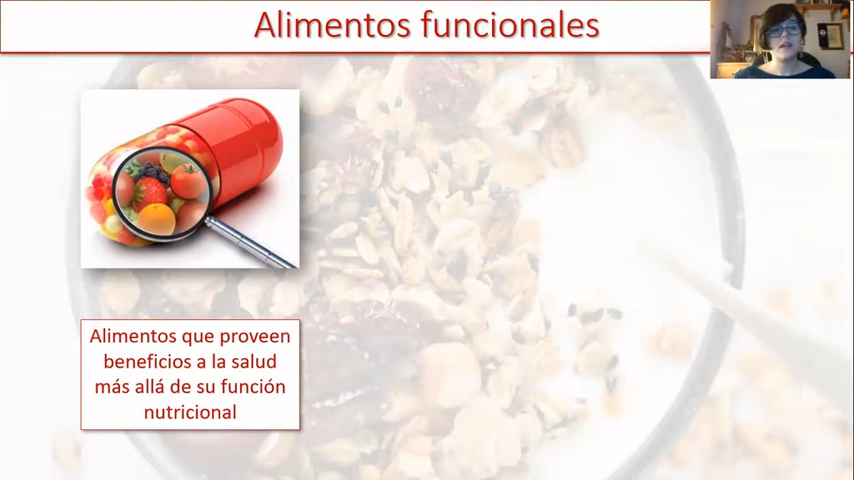 Alimentos funcionales
Alimentos que proveen
beneficios a la salud
más allá de su función
nutricional